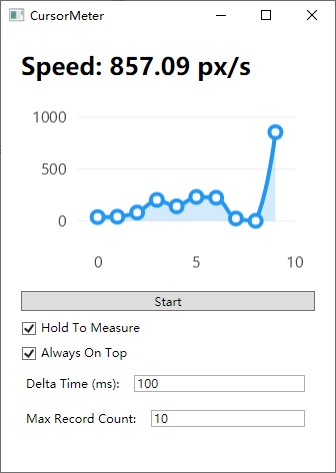 CursorMeter
Speed: 857.09 px/s
1000
500
0
0 5 10
Start
Hold To Measure
Always On Top
Delta Time (ms): 100
Max Record Count: 10